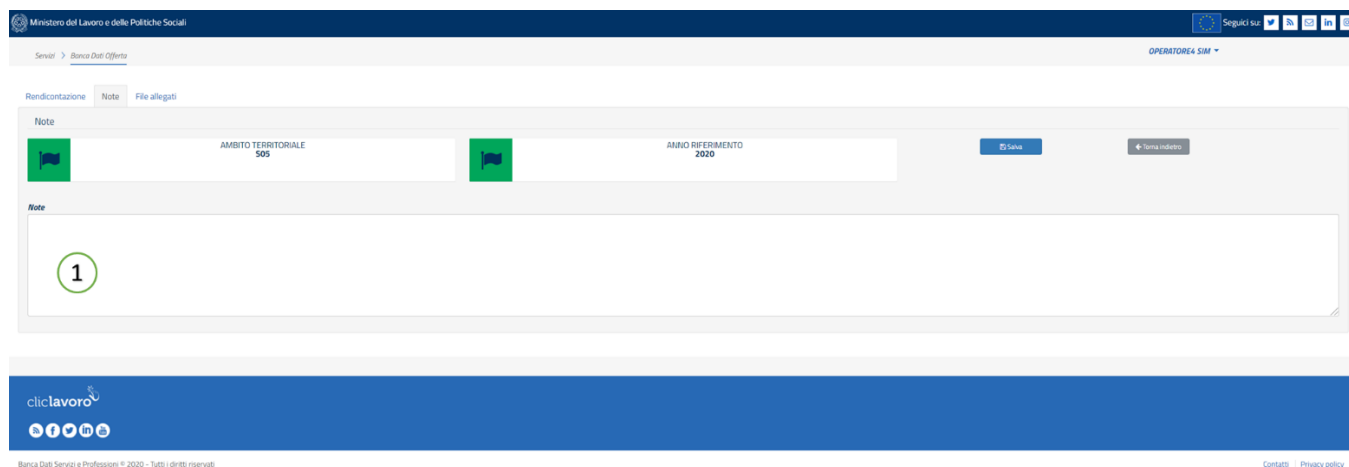 Ministero del Lavoro e delle Politiche Sociali
Seguici su:
Servizi > Banca Dati Offerta
OPERATORE4 SIM
Rendicontazione Note File allegati
Note
AMBITO TERRITORIALE
505
ANNO RIFERIMENTO
2020
Salva
Torna indietro
Note
1
cliclavoro
Banca Dati Servizi e Professioni © 2020 - Tutti i diritti riservati
Contatti | Privacy policy